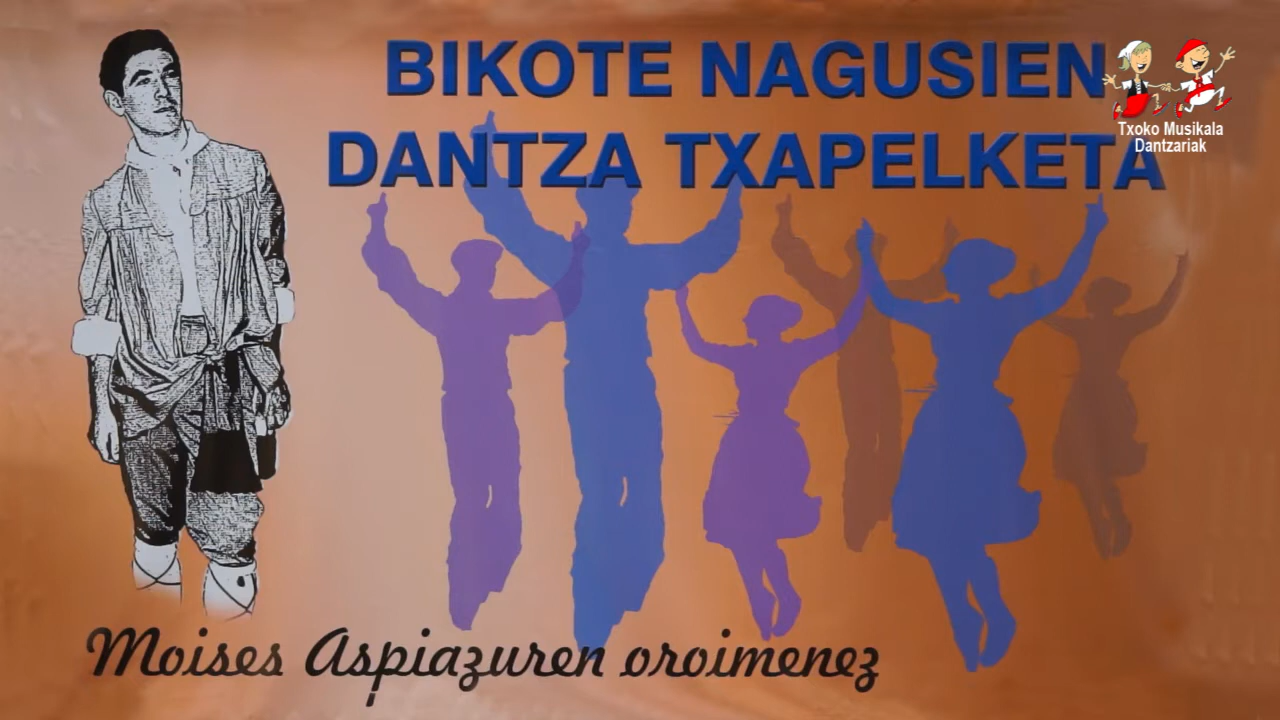 BIKOTE NAGUSIEN
DANTZA TXAPELKETA
Txoko Musikala
Dantzariak
Moises Aspiazuren oroimenez